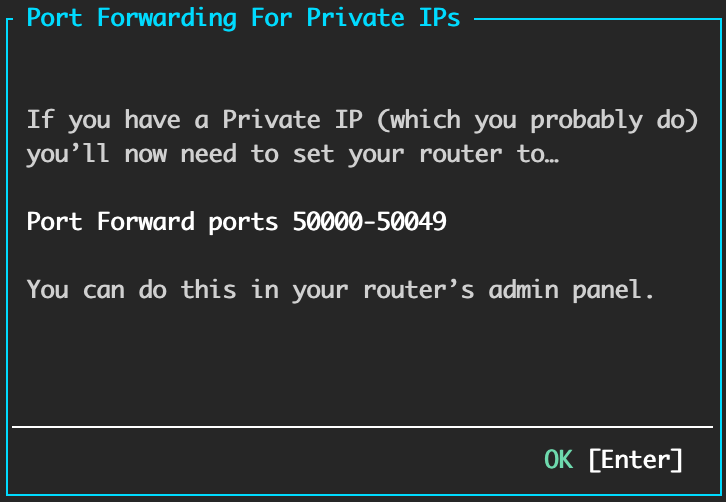 Port Forwarding For Private IPs
If you have a Private IP (which you probably do)
you’ll now need to set your router to…
Port Forward ports 50000-50049
You can do this in your router’s admin panel.
OK [Enter]